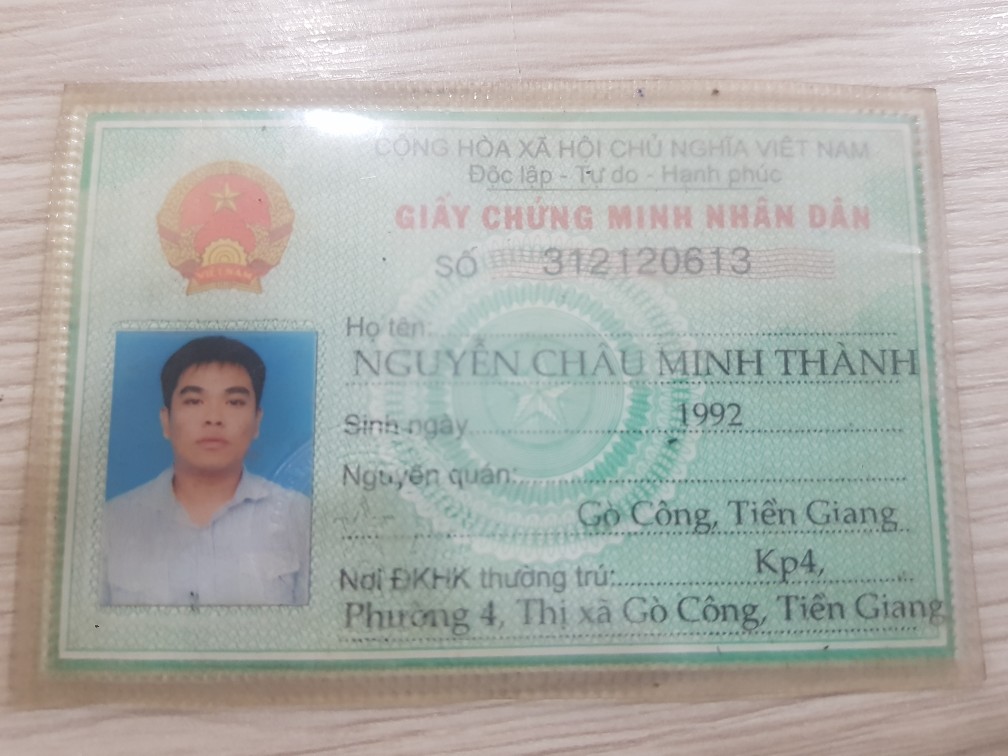 CỘNG HÒA XÃ HỘI CHỦ NGHĨA VIỆT NAM
Độc lập - Tự do - Hạnh phúc
GIẤY CHỨNG MINH NHÂN DÂN
SỐ 312120613
Họ tên:
NGUYỄN CHÂU MINH THÀNH
Sinh ngày 1992
Nguyên quán:
Gò Công, Tiền Giang
Nơi ĐKHK thường trú: Kp4,
Phường 4, Thị xã Gò Công, Tiền Giang
VIỆT NAM